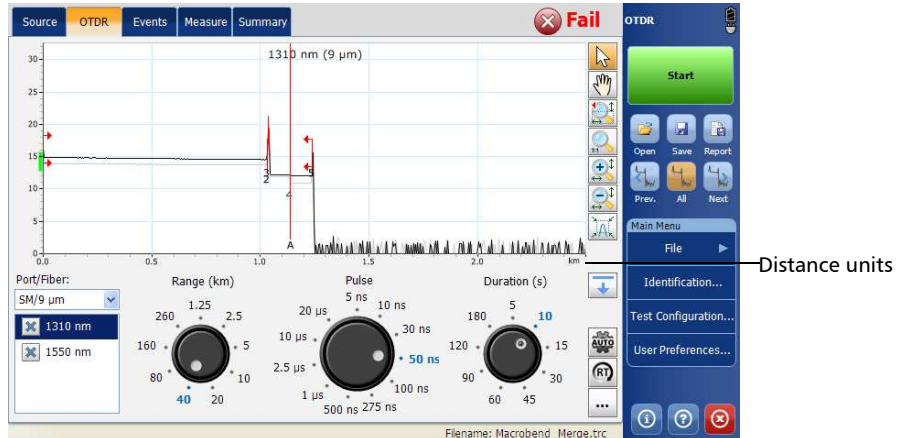 Source OTDR Events Measure Summary Fail
1310 nm (9 µm)
30
25
20
15
10
5
0
2
3
4
5
A
0.0 0.5 1.0 1.5 2.0 km
Port/Fiber:
SM/9 µm
1310 nm
1550 nm
Range (km)
1.25
260 2.5
160 5
80 10
40 20
Pulse
5 ns
20 µs 10 ns
10 µs 30 ns
2.5 µs 50 ns
1 µs 100 ns
500 ns 275 ns
Duration (s)
5
180 10
120 15
90 30
60 45
AUTO
RT
...
Filename: Macrobend_Merge.trc
OTDR
Start
Open Save Report
Prev. All Next
Main Menu
File
Identification...
Test Configuration...
User Preferences...
Distance units